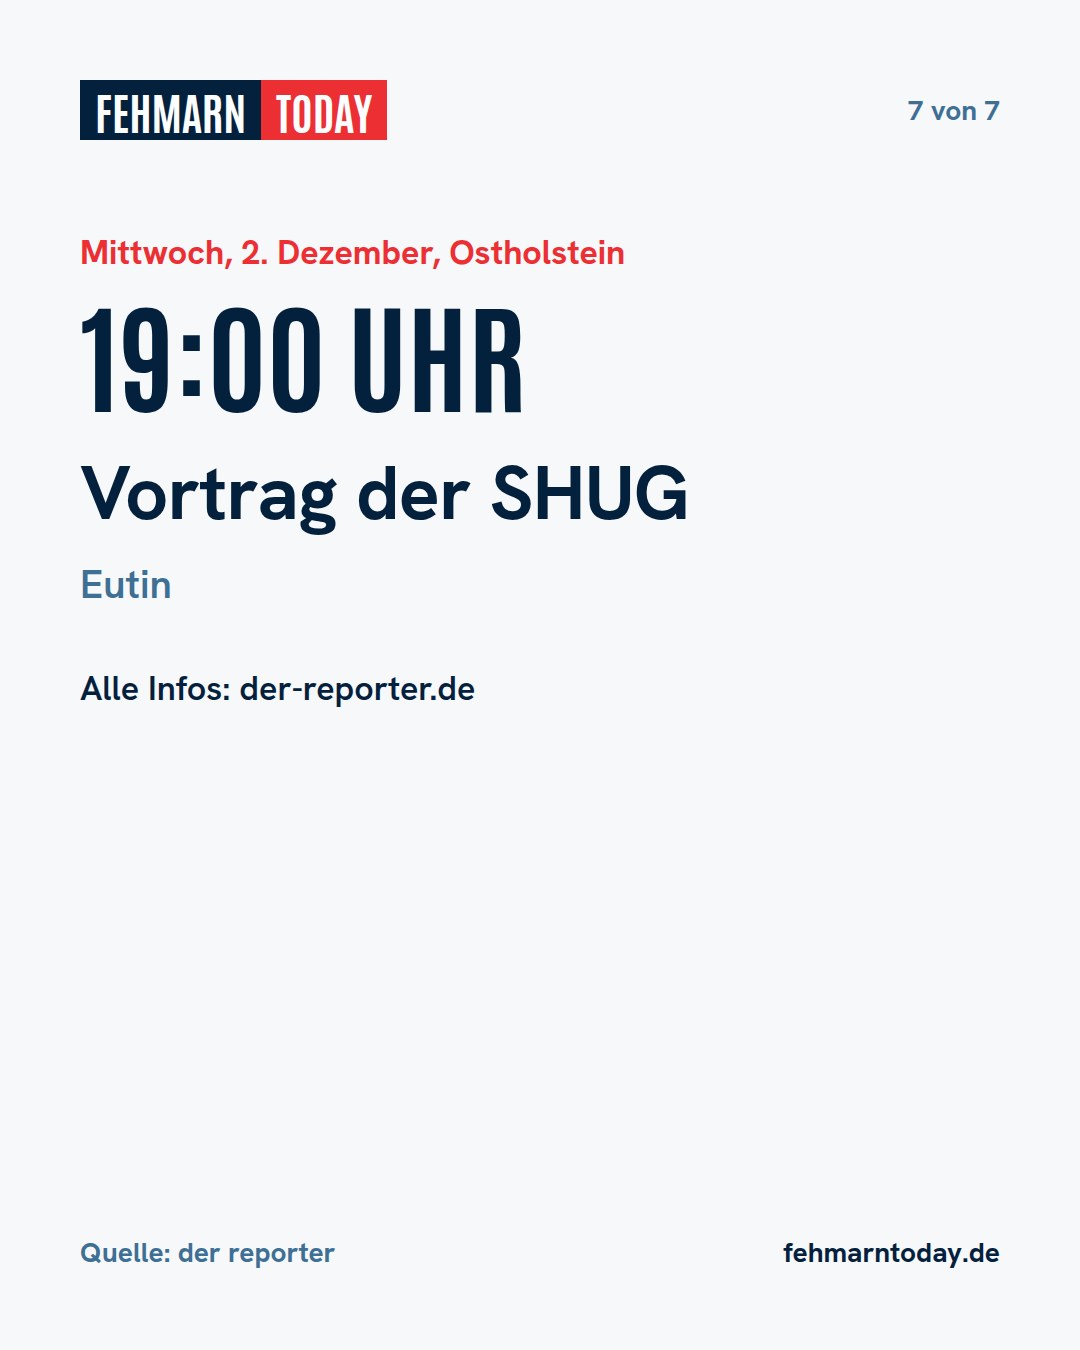 FEHMARN TODAY
7 von 7
Mittwoch, 2. Dezember, Ostholstein
19:00 UHR
Vortrag der SHUG
Eutin
Alle Infos: der-reporter.de
Quelle: der reporter
fehmarntoday.de